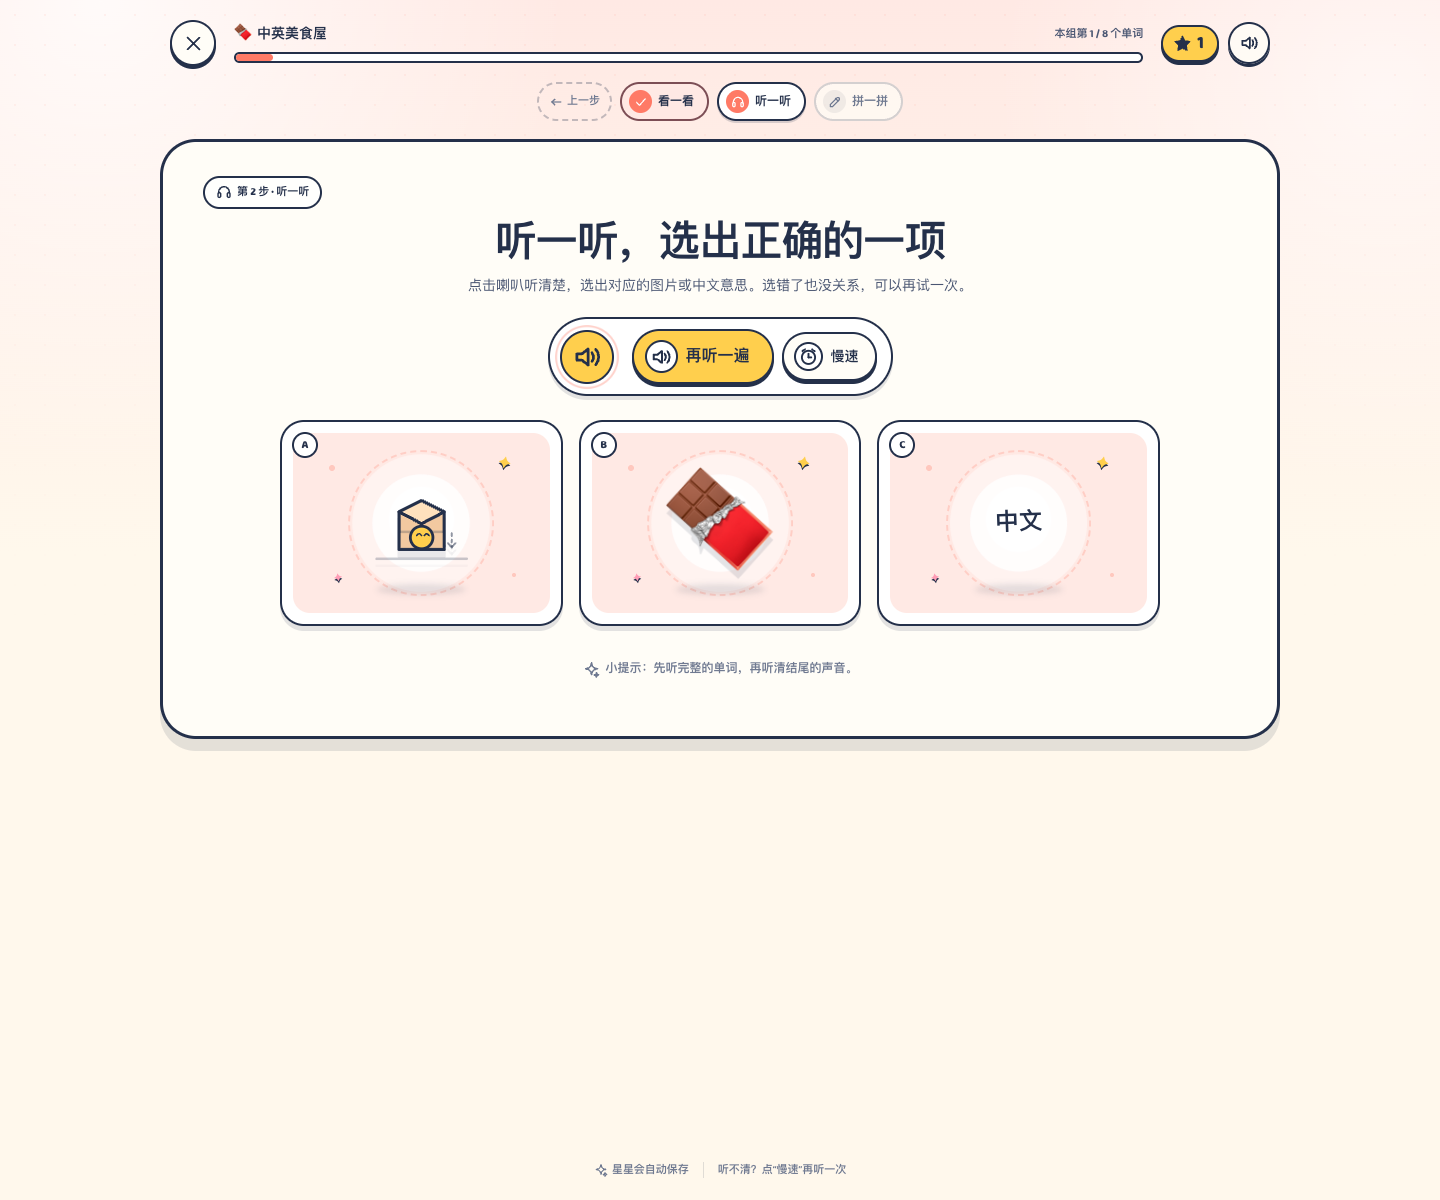 中英美食屋
本组第 1 / 8 个单词
1
上一步
看一看
听一听
拼一拼
第 2 步 · 听一听
听一听，选出正确的一项
点击喇叭听清楚，选出对应的图片或中文意思。选错了也没关系，可以再试一次。
再听一遍
慢速
A
B
C
中文
小提示：先听完整的单词，再听清结尾的声音。
星星会自动保存
听不清？点“慢速”再听一次